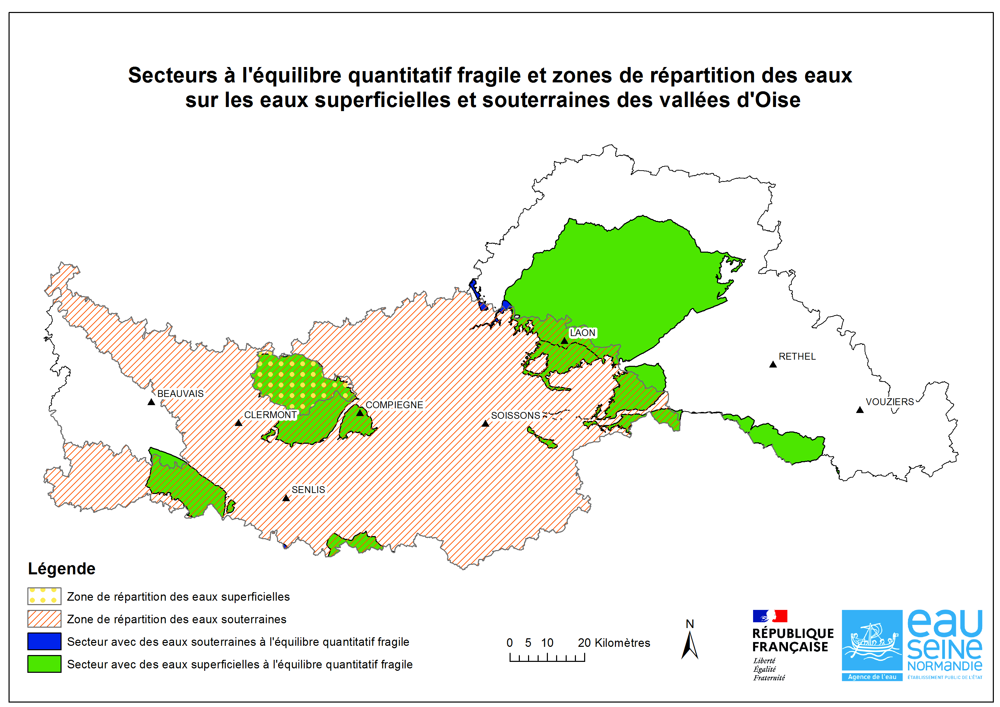 Secteurs à l'équilibre quantitatif fragile et zones de répartition des eaux
sur les eaux superficielles et souterraines des vallées d'Oise
LAON
RETHEL
BEAUVAIS
VOUZIERS
COMPIEGNE
CLERMONT
SOISSONS
SENLIS
Légende
Zone de répartition des eaux superficielles
Zone de répartition des eaux souterraines
Secteur avec des eaux souterraines à l'équilibre quantitatif fragile
Secteur avec des eaux superficielles à l'équilibre quantitatif fragile
0 5 10 20 Kilomètres
N
RÉPUBLIQUE
FRANÇAISE
Liberté
Égalité
Fraternité
Agence de l'eau
eau
SEINE
NORMANDIE
ÉTABLISSEMENT PUBLIC DE L'ÉTAT